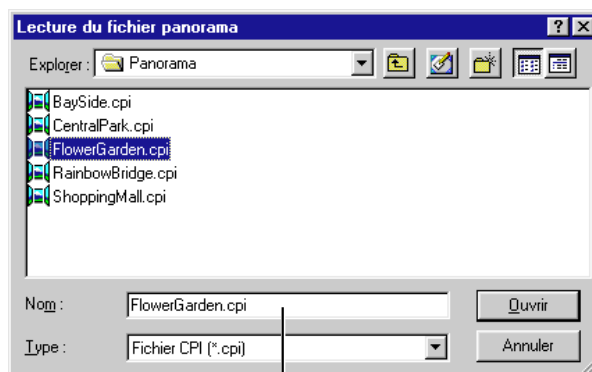 Lecture du fichier panorama
Explorer : Panorama
BaySide.cpi
CentralPark.cpi
FlowerGarden.cpi
RainbowBridge.cpi
ShoppingMall.cpi
Nom : FlowerGarden.cpi Ouvrir
Type : Fichier CPI (*.cpi) Annuler